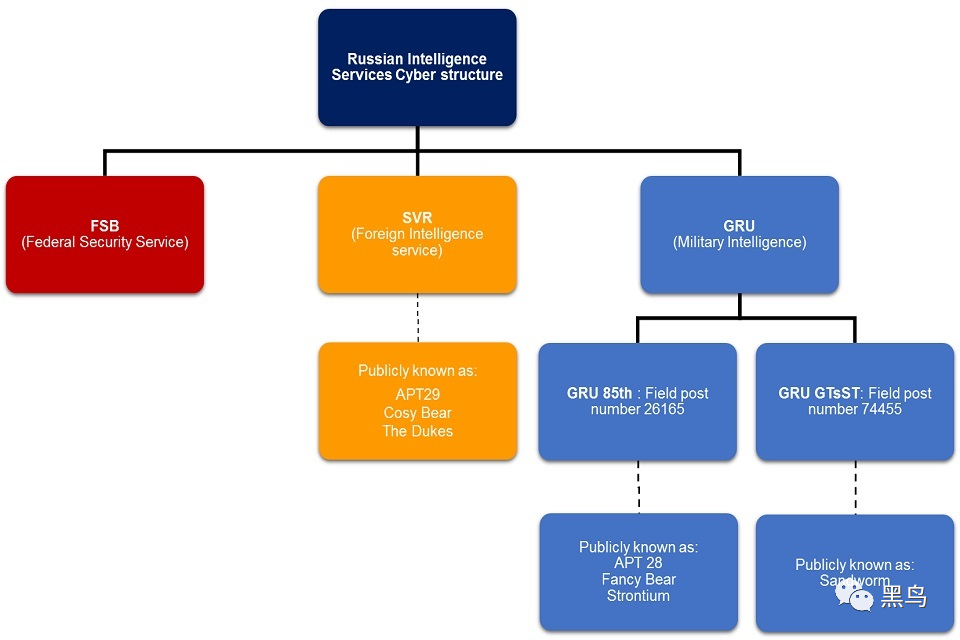 Russian Intelligence
Services Cyber structure
FSB
(Federal Security Service)
SVR
(Foreign Intelligence
service)
GRU
(Military Intelligence)
Publicly known as:
APT29
Cosy Bear
The Dukes
GRU 85th : Field post
number 26165
GRU GTsST: Field post
number 74455
Publicly known as:
APT 28
Fancy Bear
Strontium
Publicly known as:
Sandworm
黑鸟